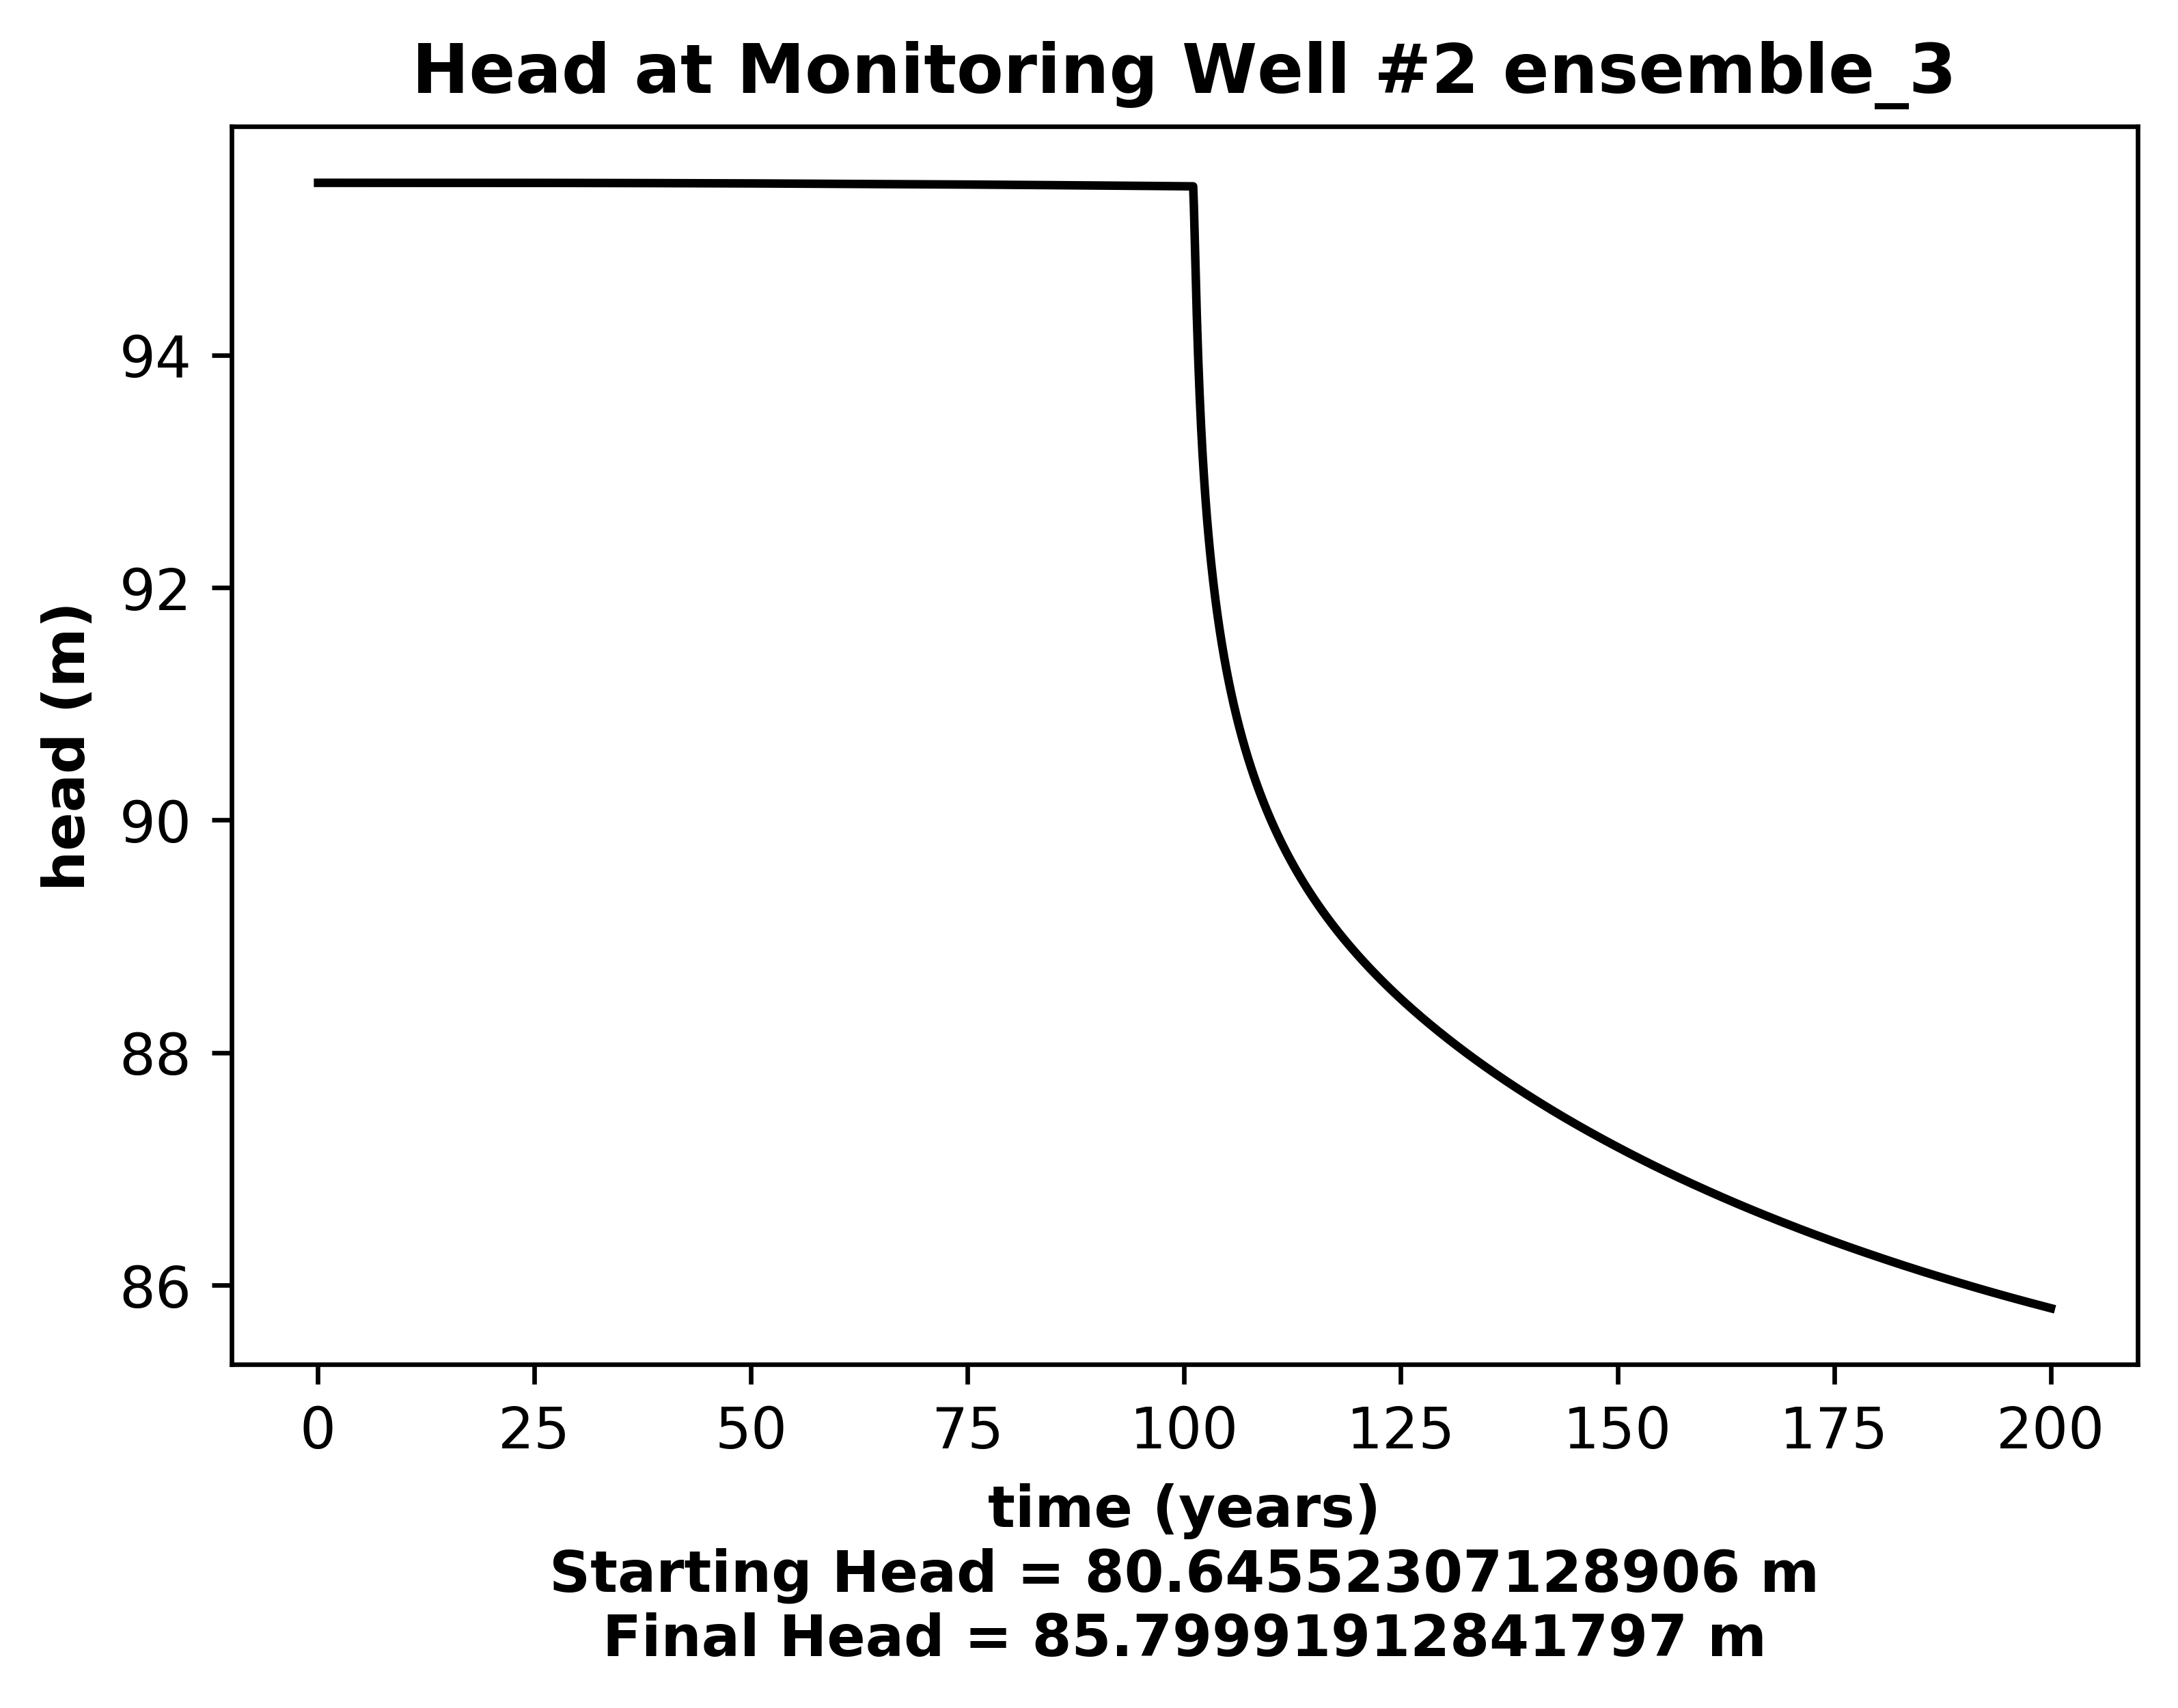 Head at Monitoring Well #2 ensemble_3
head (m)
94
92
90
88
86
0 25 50 75 100 125 150 175 200
time (years)
Starting Head = 80.64552307128906 m
Final Head = 85.79991912841797 m